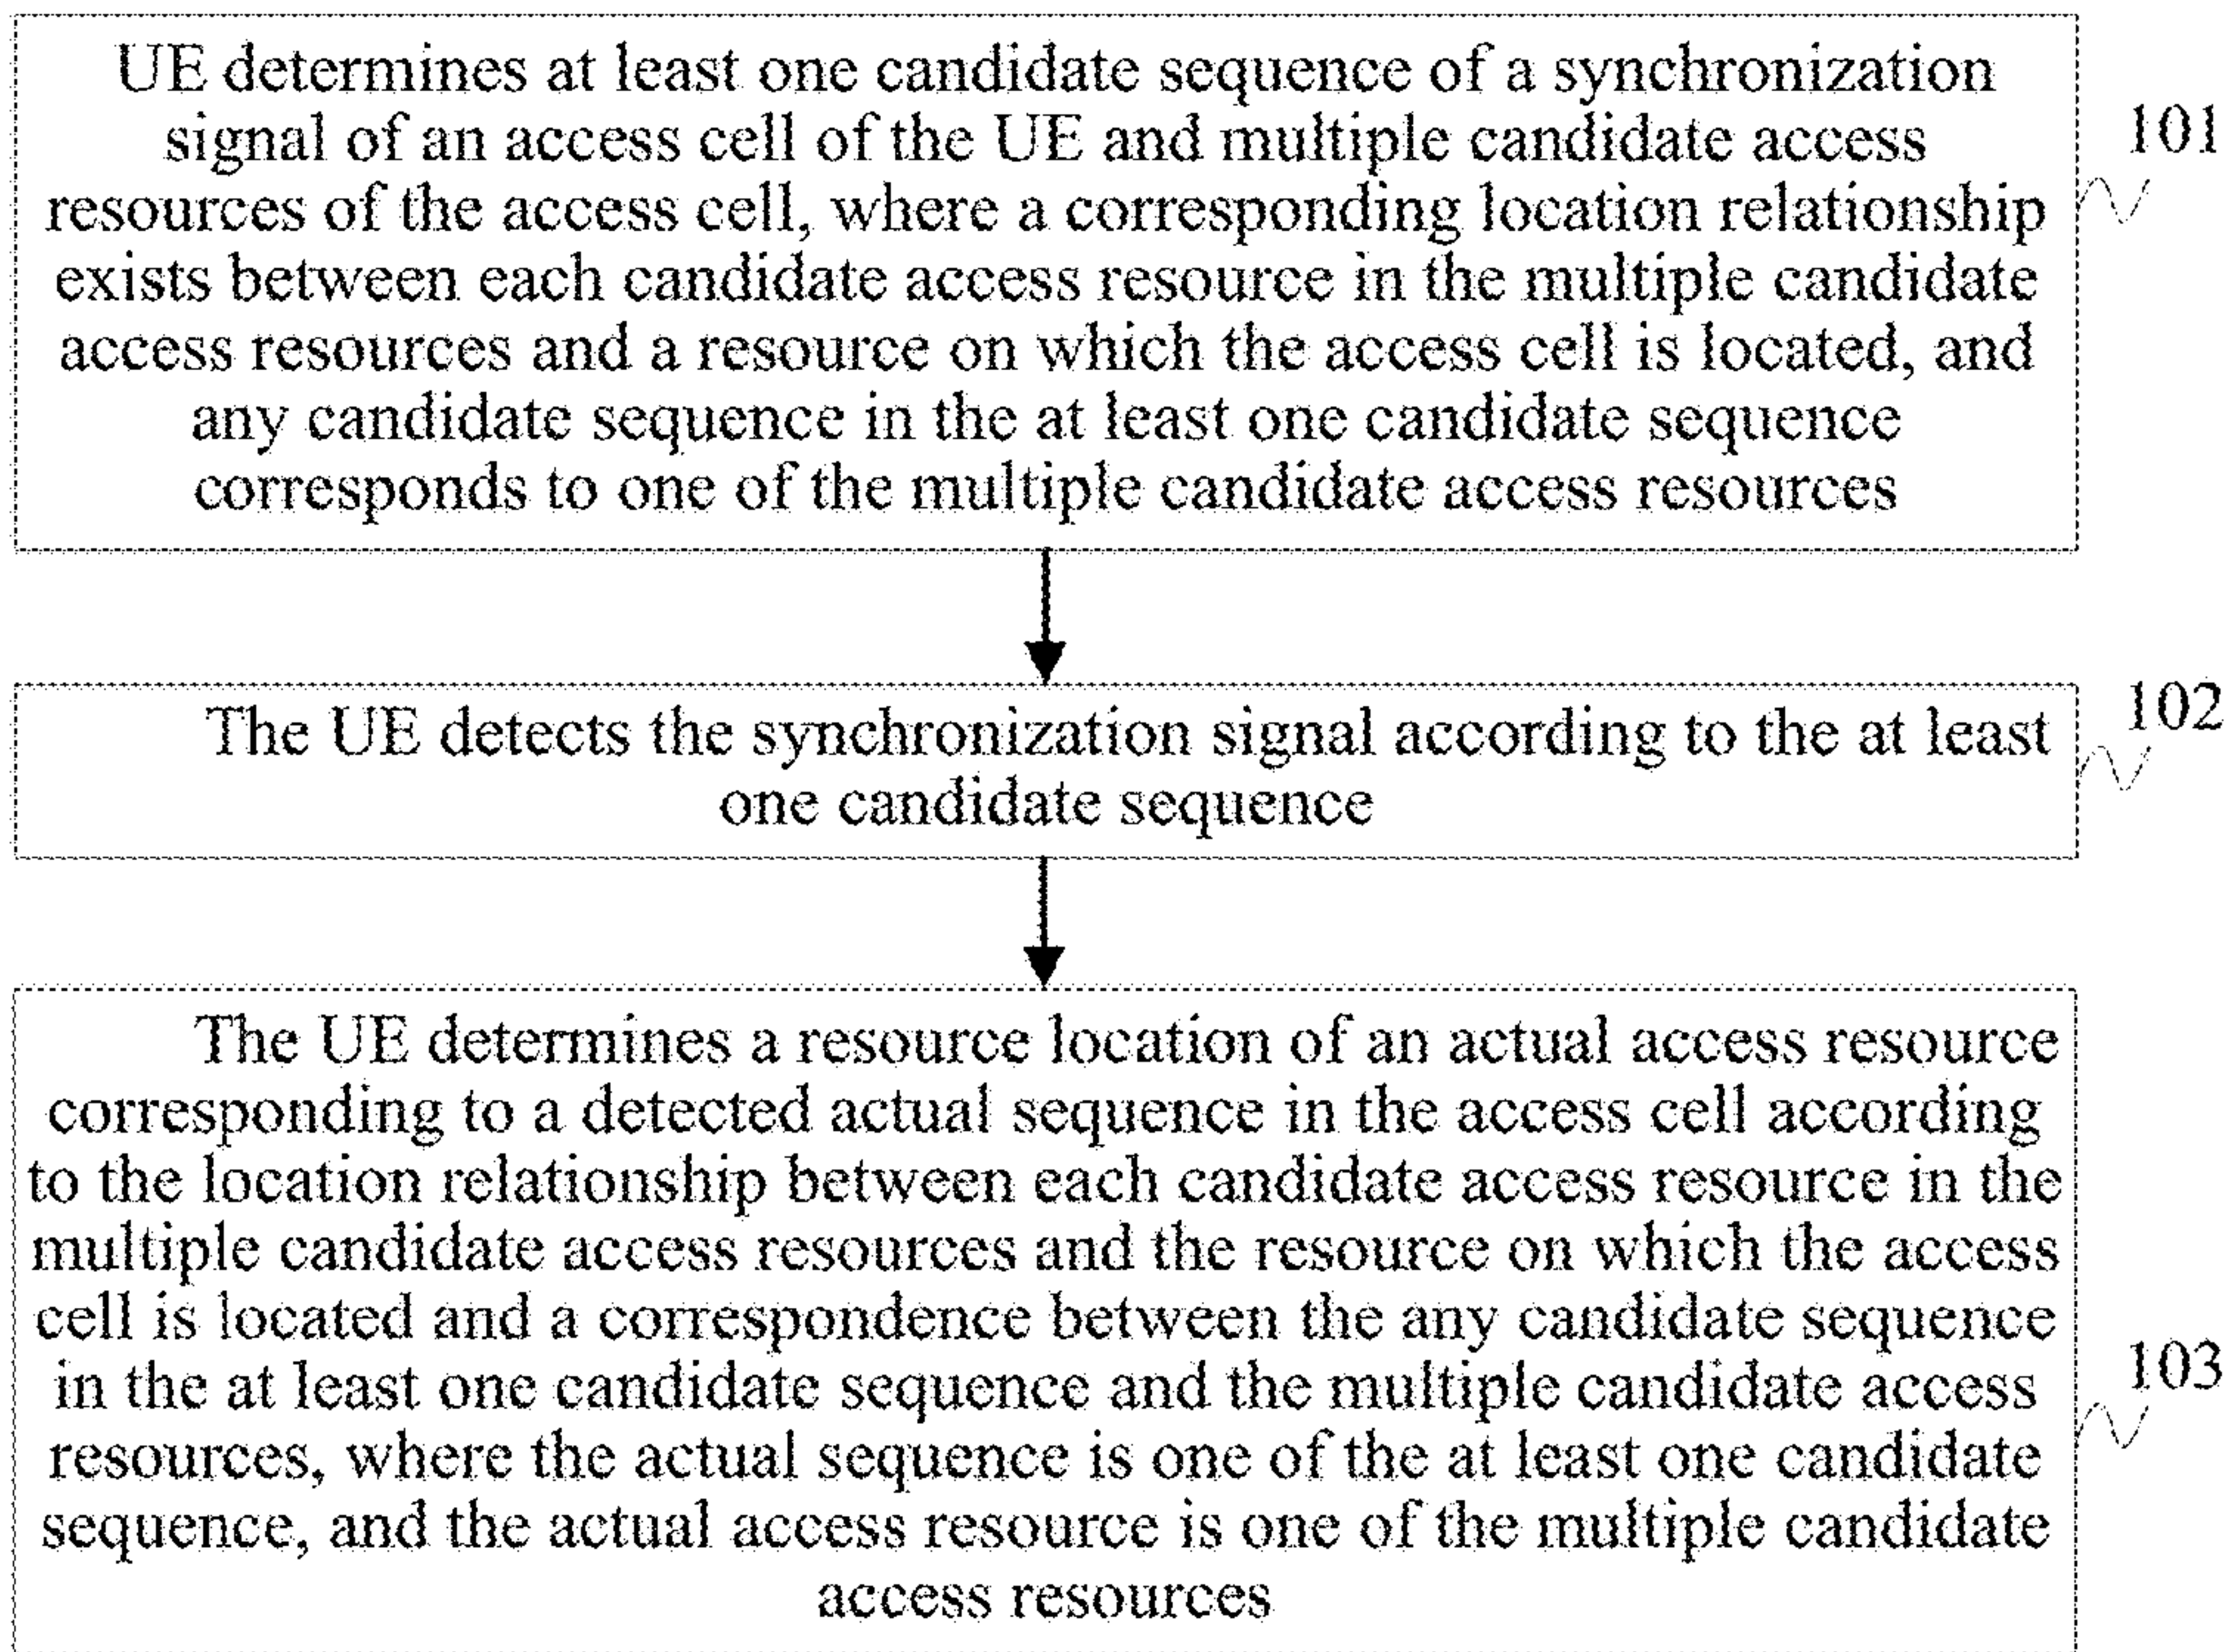 UE determines at least one candidate sequence of a synchronization
signal of an access cell of the UE and multiple candidate access
resources of the access cell, where a corresponding location relationship
exists between each candidate access resource in the multiple candidate
access resources and a resource on which the access cell is located, and
any candidate sequence in the at least one candidate sequence
corresponds to one of the multiple candidate access resources
101
The UE detects the synchronization signal according to the at least
one candidate sequence
102
The UE determines a resource location of an actual access resource
corresponding to a detected actual sequence in the access cell according
to the location relationship between each candidate access resource in the
multiple candidate access resources and the resource on which the access
cell is located and a correspondence between the any candidate sequence
in the at least one candidate sequence and the multiple candidate access
resources, where the actual sequence is one of the at least one candidate
sequence, and the actual access resource is one of the multiple candidate
access resources
103